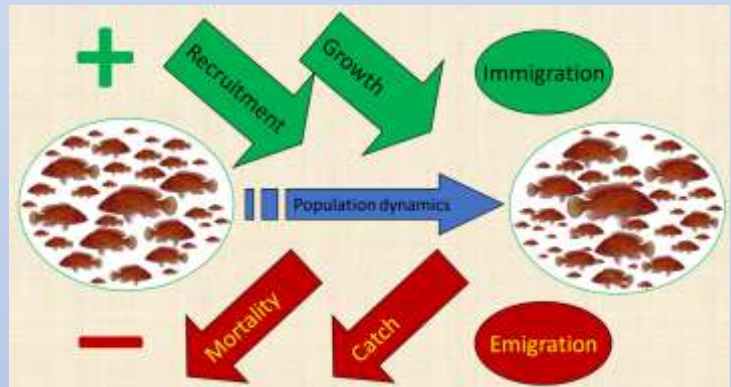 +
Recruitment
Growth
Immigration
Population dynamics
Mortality
Catch
Emigration
−